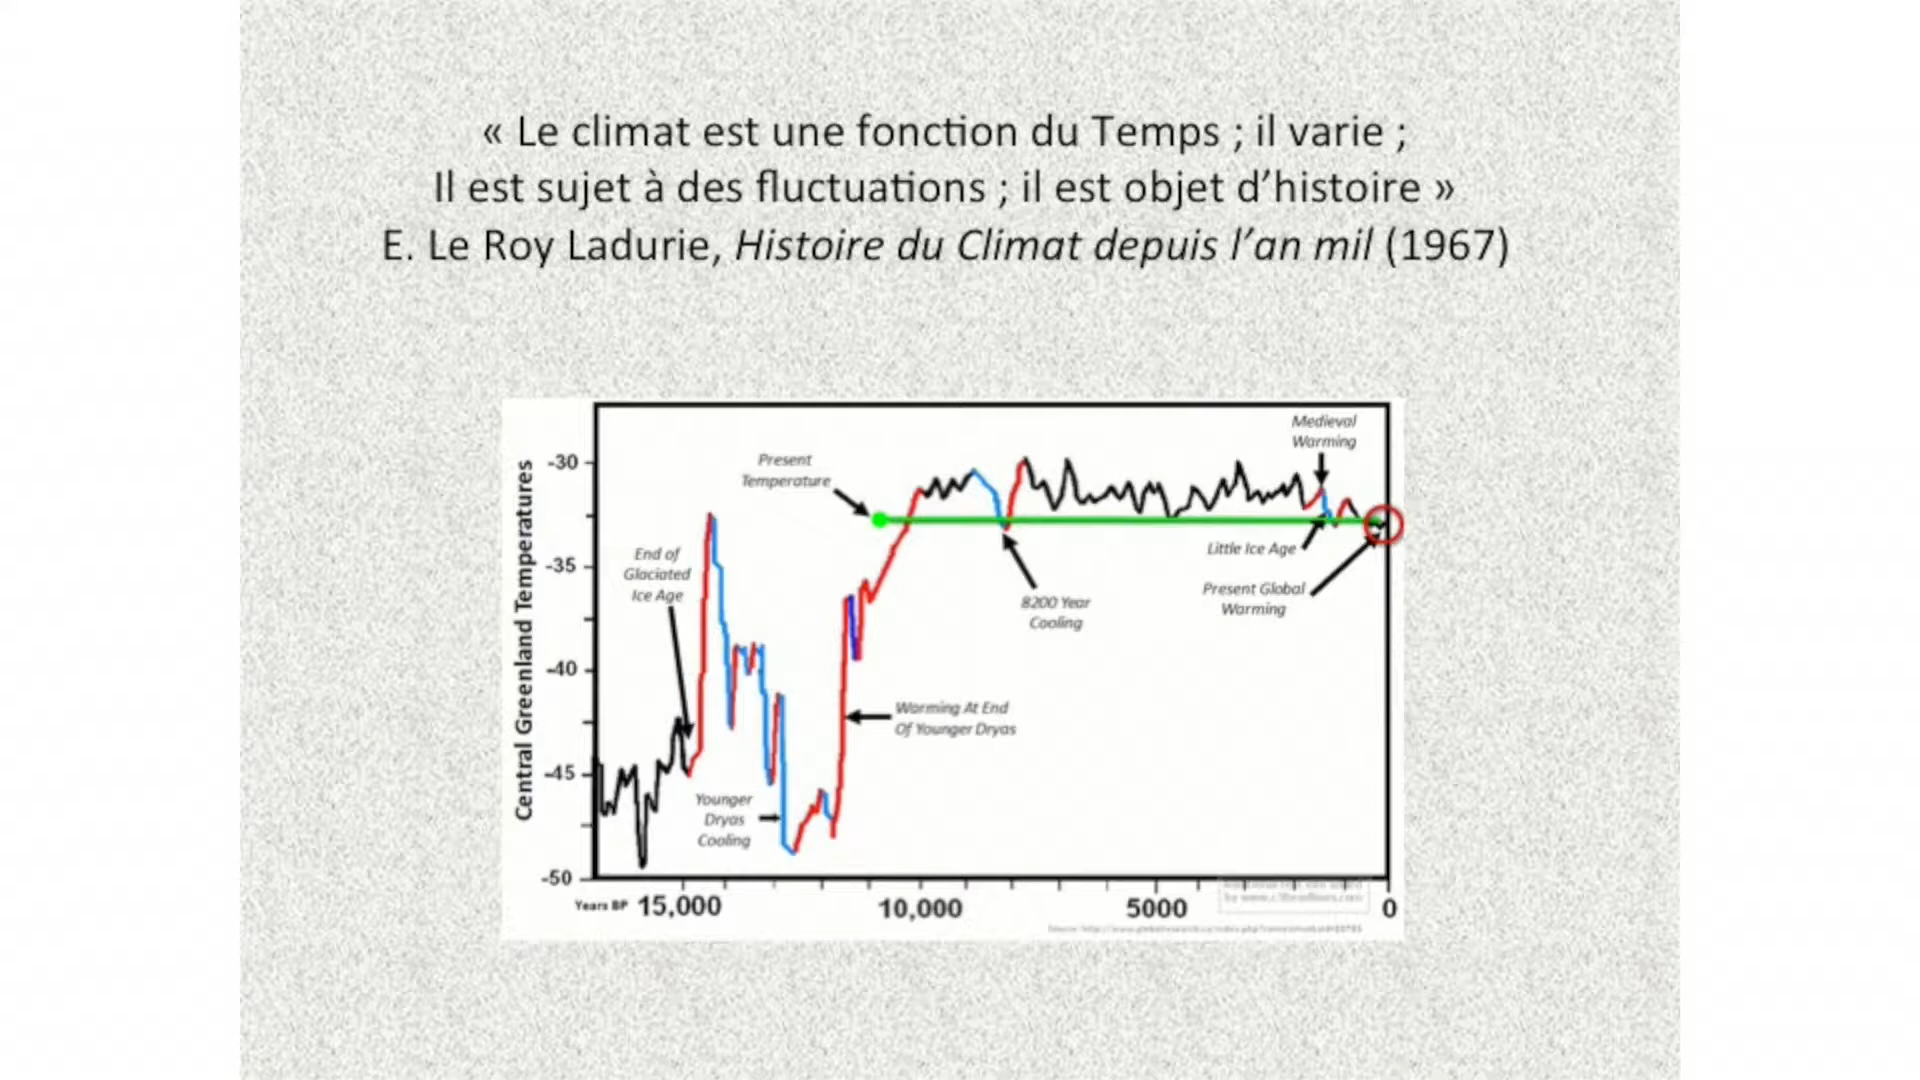 « Le climat est une fonction du Temps ; il varie ;
Il est sujet à des fluctuations ; il est objet d’histoire »
E. Le Roy Ladurie, Histoire du Climat depuis l’an mil (1967)
Medieval
Warming
Present
Temperature
End of
Glaciated
Ice Age
Little Ice Age
Present Global
Warming
8200 Year
Cooling
Warming At End
Of Younger Dryas
Younger
Dryas
Cooling
Central Greenland Temperatures
-30
-35
-40
-45
-50
Years BP
15,000
10,000
5000
0